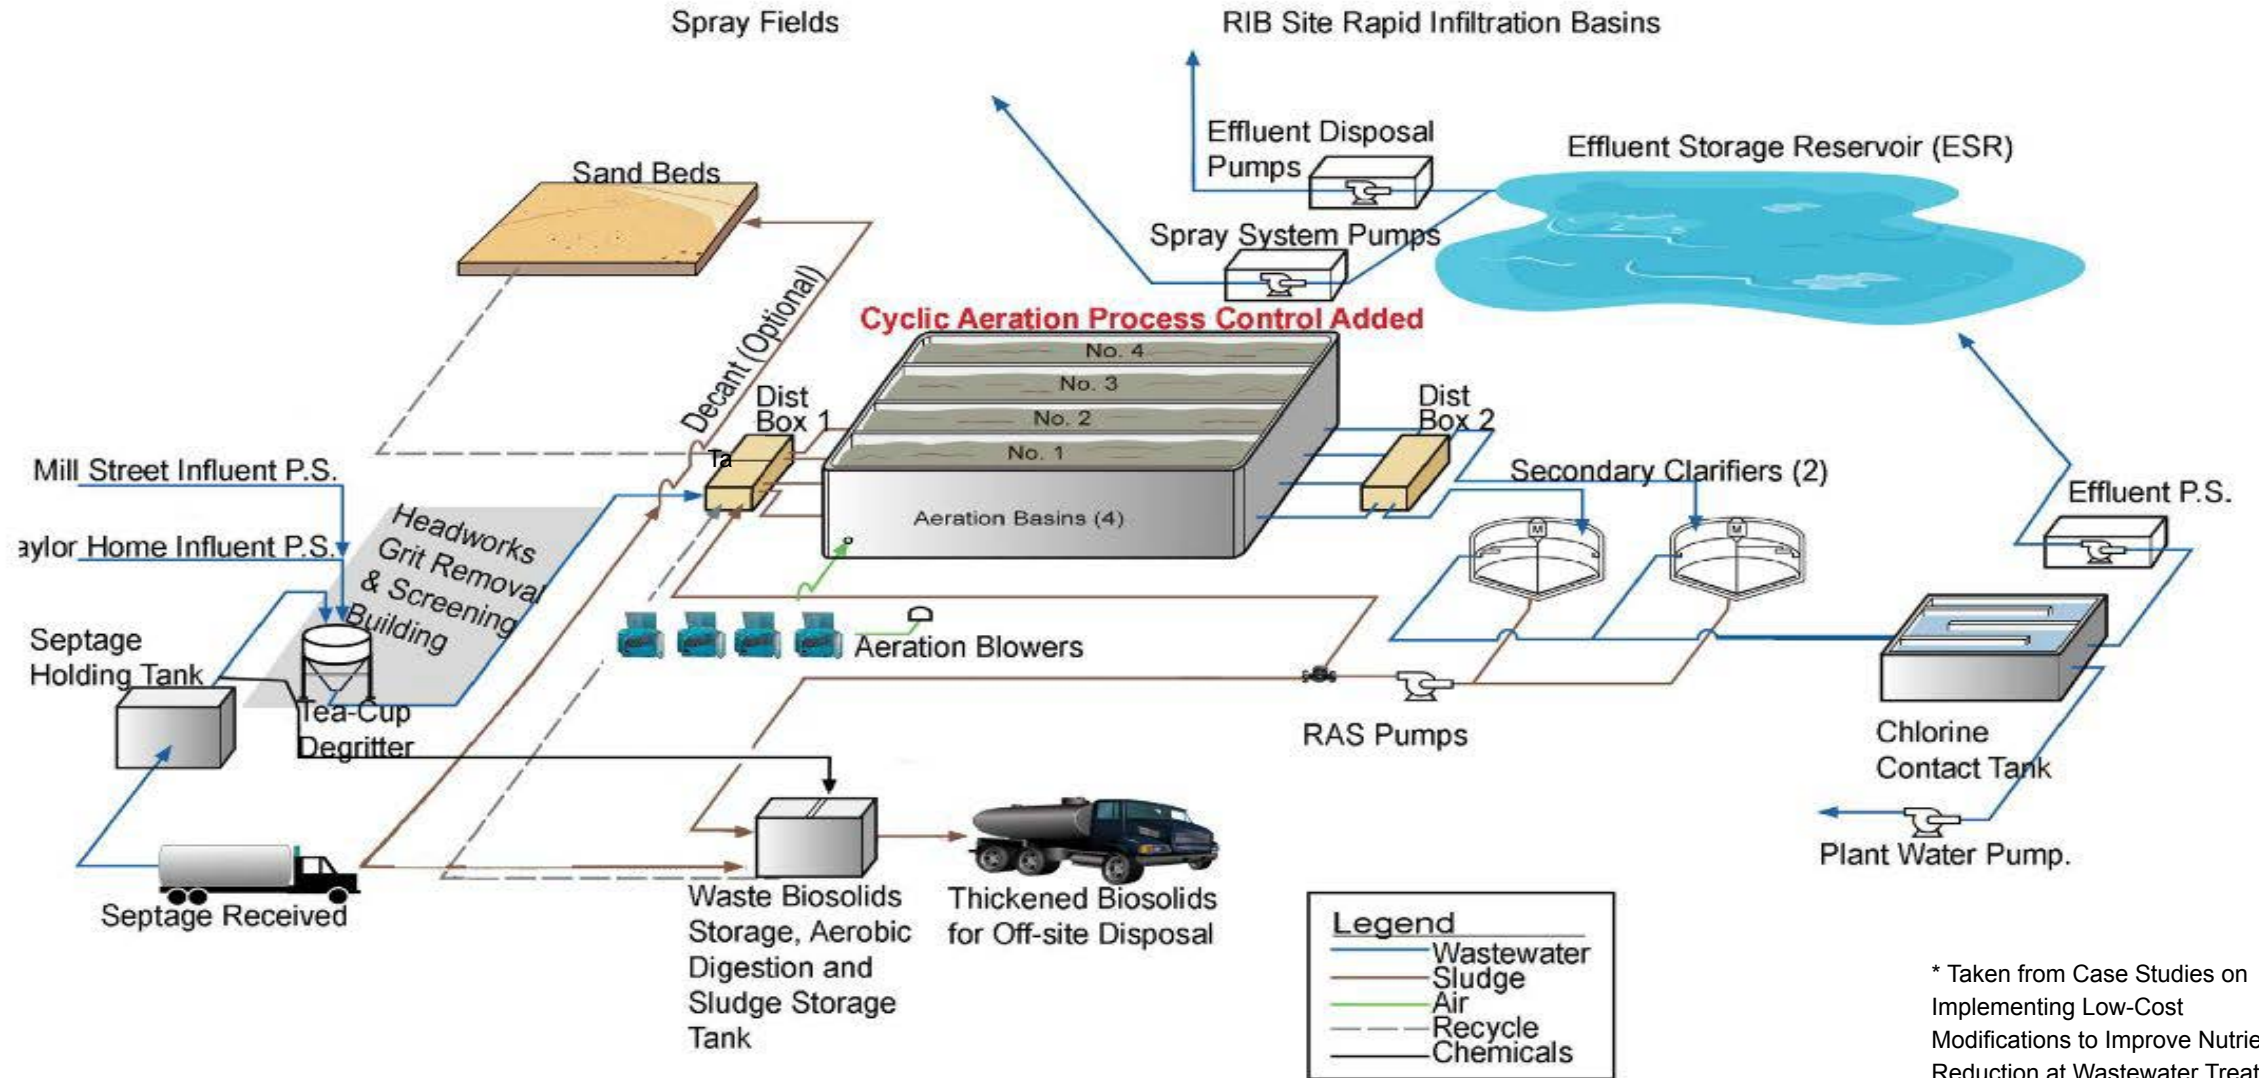 Spray Fields
RIB Site Rapid Infiltration Basins
Effluent Disposal
Pumps
Effluent Storage Reservoir (ESR)
Sand Beds
Spray System Pumps
Decant (Optional)
Cyclic Aeration Process Control Added
No. 4
No. 3
No. 2
No. 1
Aeration Basins (4)
Dist
Box 1
Ta
Dist
Box 2
Mill Street Influent P.S.
aylor Home Influent P.S.
Headworks
Grit Removal
& Screening
Building
Secondary Clarifiers (2)
M
M
Effluent P.S.
Septage
Holding Tank
Tea-Cup
Degritter
Aeration Blowers
RAS Pumps
Chlorine
Contact Tank
Plant Water Pump.
Septage Received
Waste Biosolids
Storage, Aerobic
Digestion and
Sludge Storage
Tank
Thickened Biosolids
for Off-site Disposal
Legend
Wastewater
Sludge
Air
Recycle
Chemicals
* Taken from Case Studies on
Implementing Low-Cost
Modifications to Improve Nutrie
Reduction at Wastewater Treat